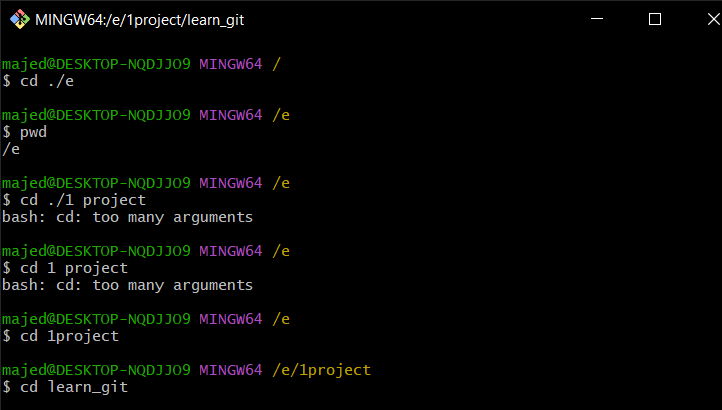 MINGW64:/e/1project/learn_git
majed@DESKTOP-NQDJJO9 MINGW64 /
$ cd ./e
majed@DESKTOP-NQDJJO9 MINGW64 /e
$ pwd
/e
majed@DESKTOP-NQDJJO9 MINGW64 /e
$ cd ./1 project
bash: cd: too many arguments
majed@DESKTOP-NQDJJO9 MINGW64 /e
$ cd 1 project
bash: cd: too many arguments
majed@DESKTOP-NQDJJO9 MINGW64 /e
$ cd 1project
majed@DESKTOP-NQDJJO9 MINGW64 /e/1project
$ cd learn_git